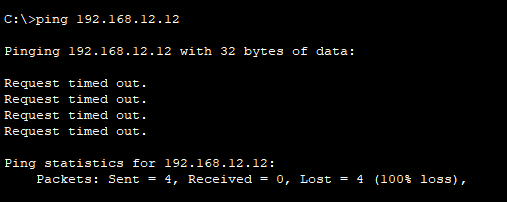 C:\>ping 192.168.12.12
Pinging 192.168.12.12 with 32 bytes of data:
Request timed out.
Request timed out.
Request timed out.
Request timed out.
Ping statistics for 192.168.12.12:
Packets: Sent = 4, Received = 0, Lost = 4 (100% loss),